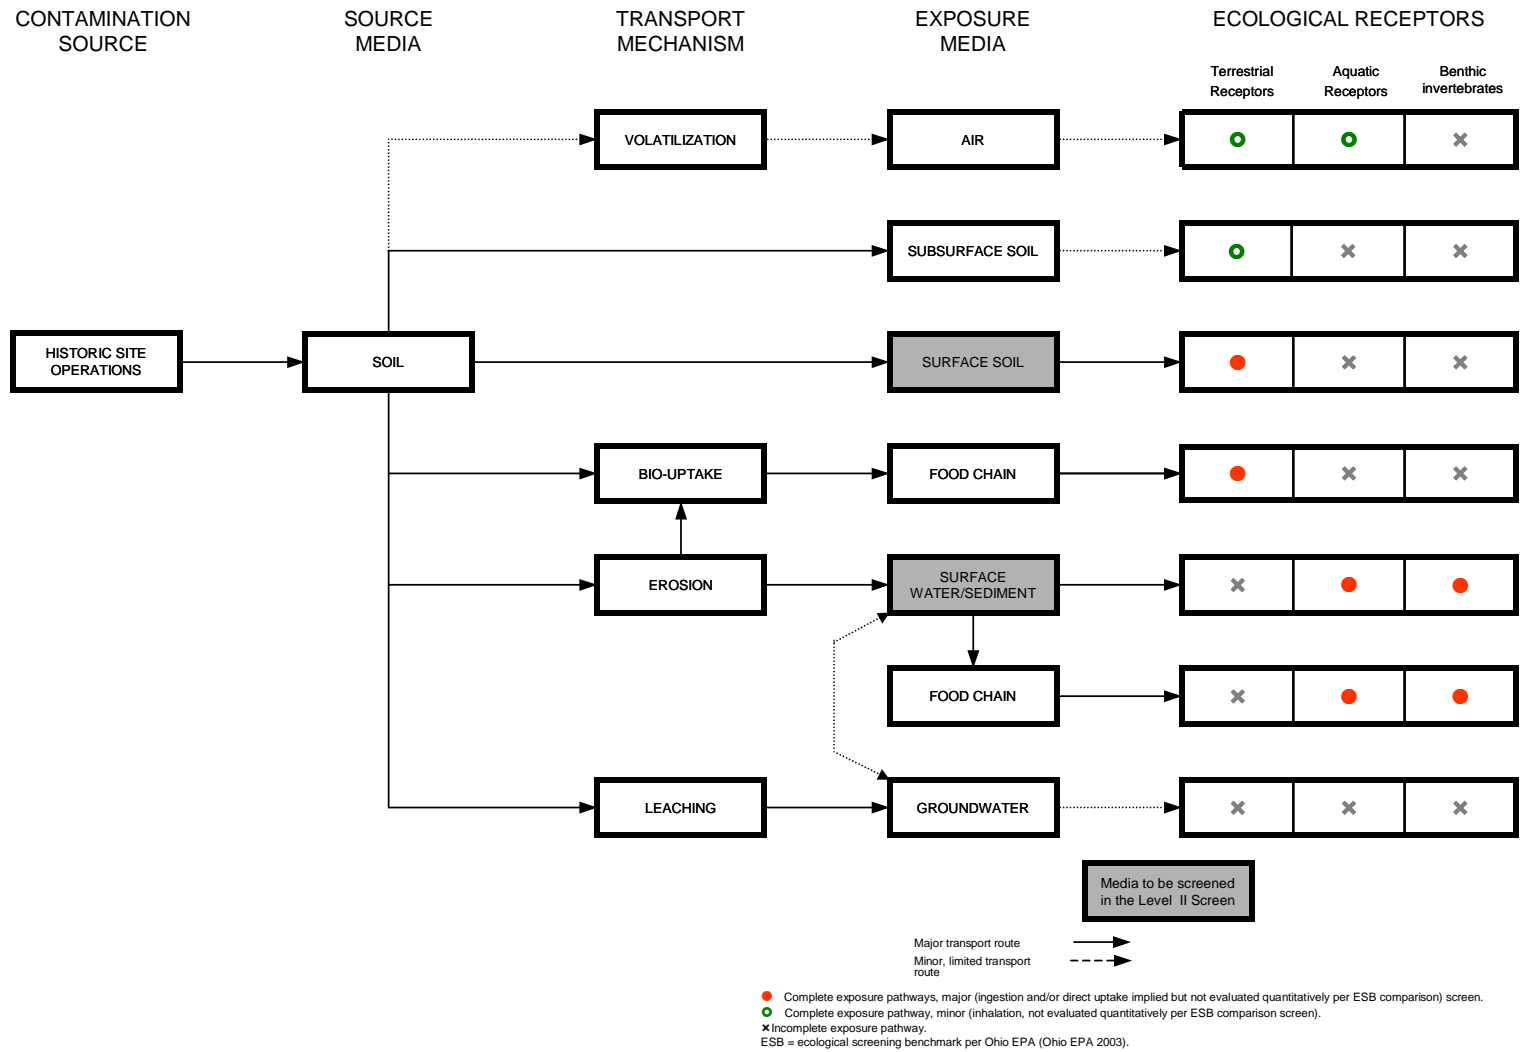 CONTAMINATION
SOURCE
SOURCE
MEDIA
TRANSPORT
MECHANISM
EXPOSURE
MEDIA
ECOLOGICAL RECEPTORS
Terrestrial
Receptors
Aquatic
Receptors
Benthic
invertebrates
VOLATILIZATION
AIR
SUBSURFACE SOIL
HISTORIC SITE
OPERATIONS
SOIL
SURFACE SOIL
BIO-UPTAKE
FOOD CHAIN
EROSION
SURFACE
WATER/SEDIMENT
FOOD CHAIN
LEACHING
GROUNDWATER
Media to be screened
in the Level II Screen
Major transport route
Minor, limited transport
route
Complete exposure pathways, major (ingestion and/or direct uptake implied but not evaluated quantitatively per ESB comparison) screen.
Complete exposure pathway, minor (inhalation, not evaluated quantitatively per ESB comparison screen).
Incomplete exposure pathway.
ESB = ecological screening benchmark per Ohio EPA (Ohio EPA 2003).